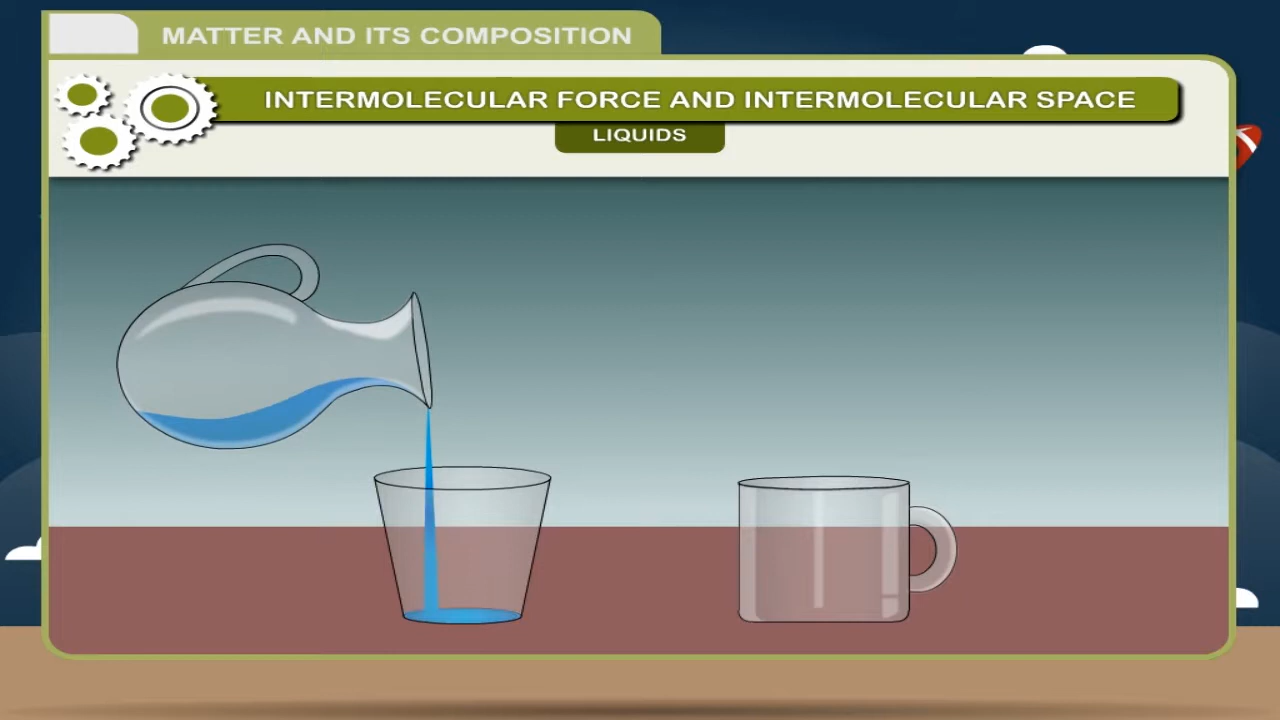 MATTER AND ITS COMPOSITION
INTERMOLECULAR FORCE AND INTERMOLECULAR SPACE
LIQUIDS